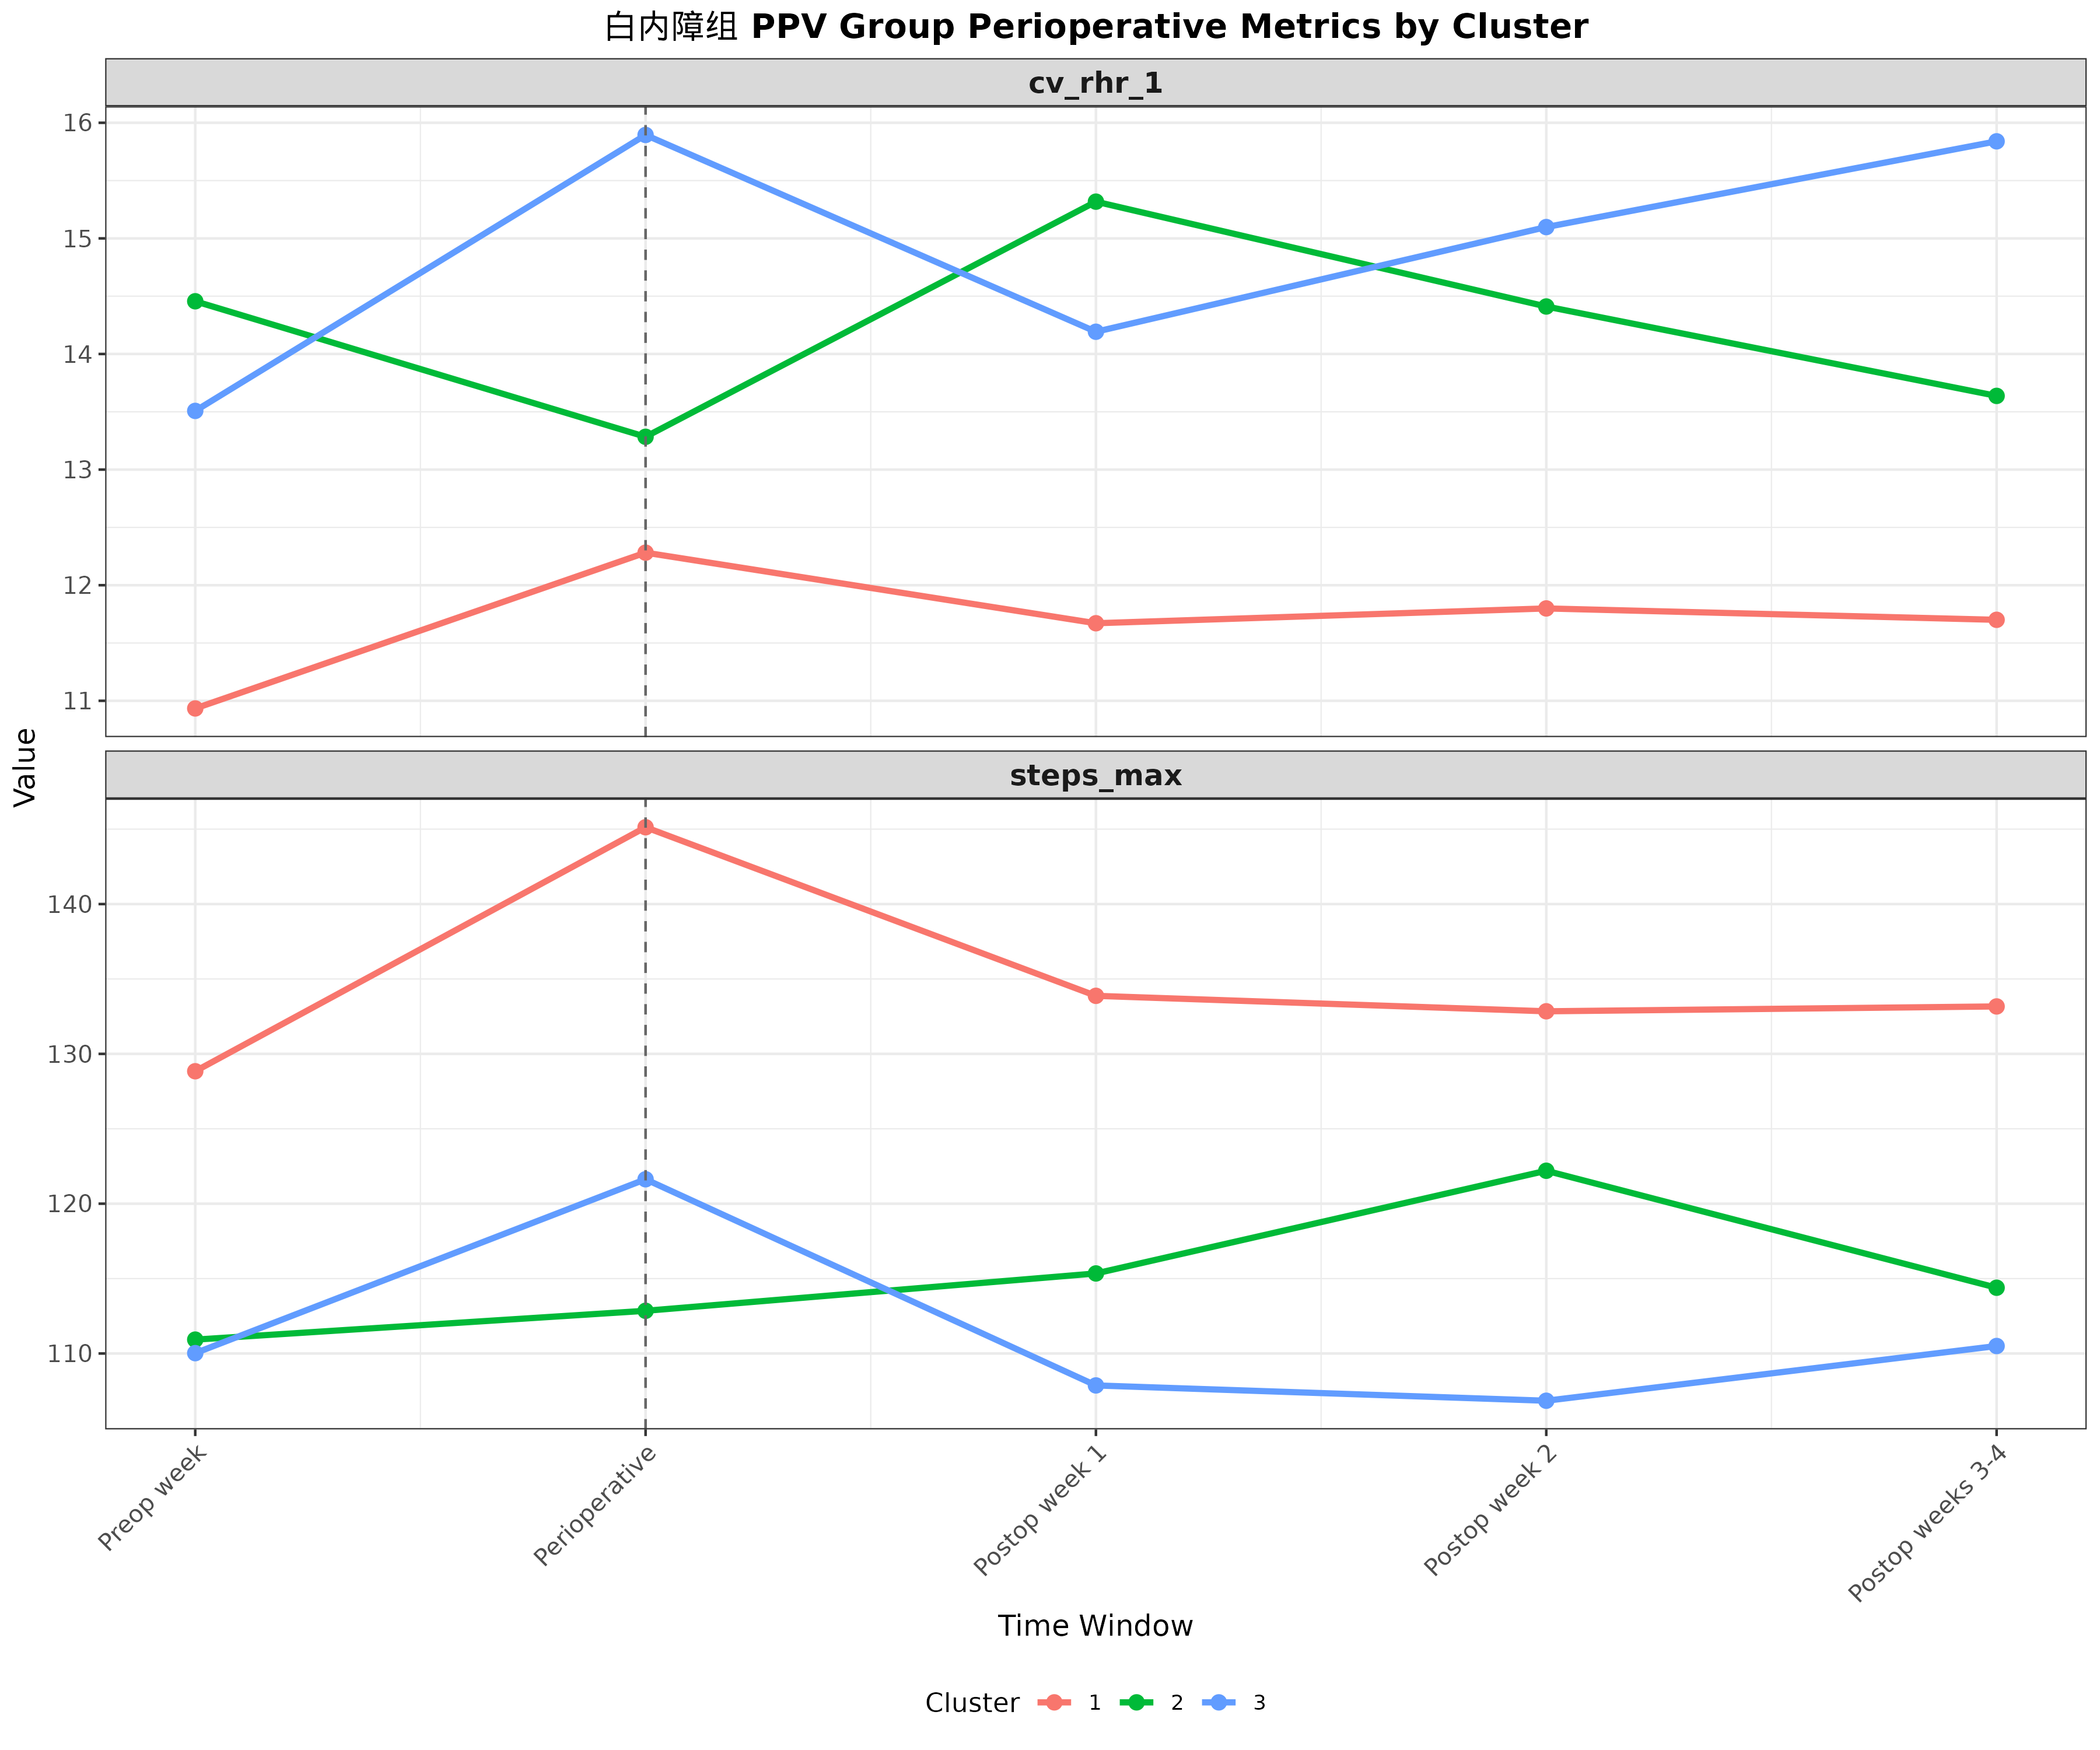 白内障组 PPV Group Perioperative Metrics by Cluster
cv_rhr_1
16
15
14
13
12
11
Value
steps_max
140
130
120
110
Preop week
Perioperative
Postop week 1
Postop week 2
Postop weeks 3-4
Time Window
Cluster 1 2 3